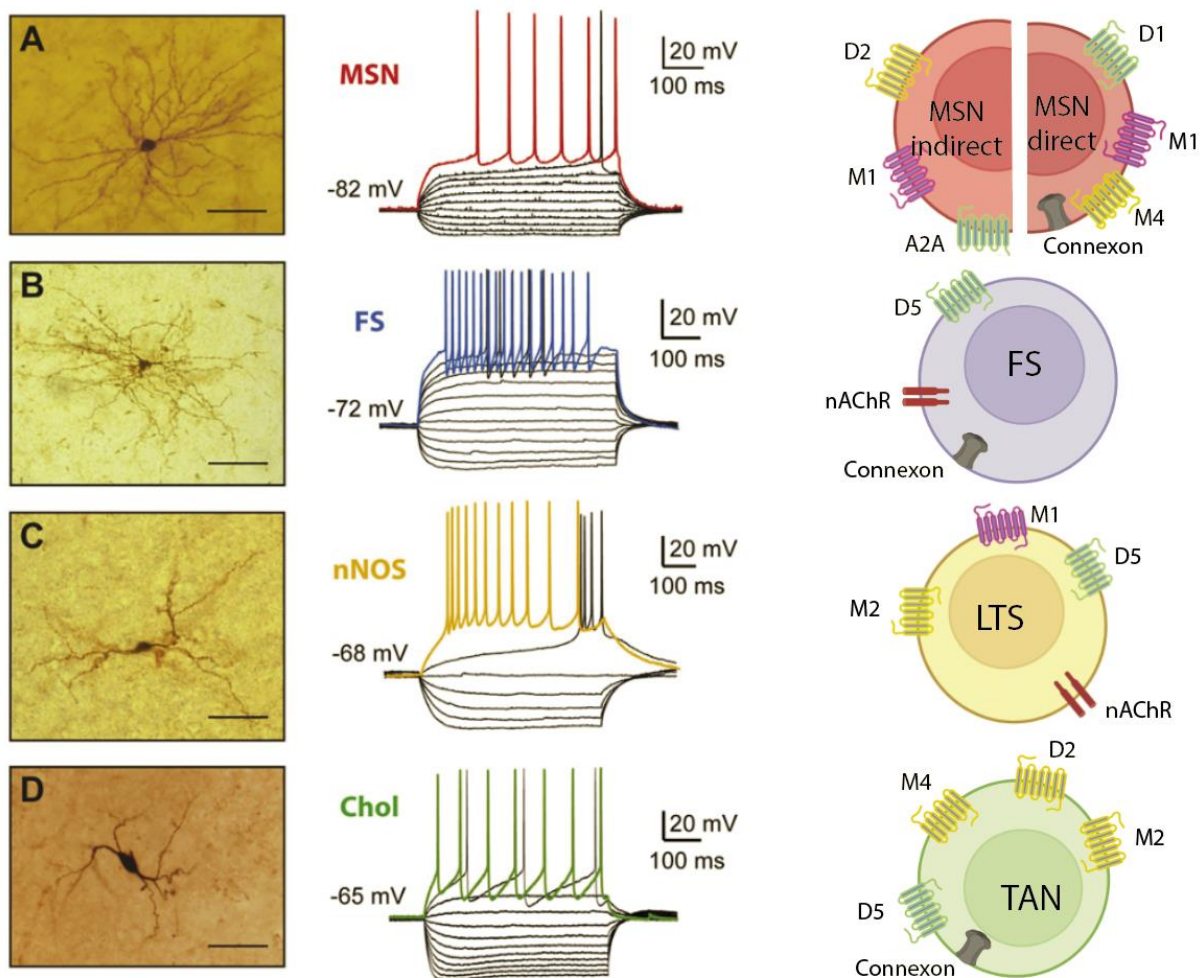 A
MSN
20 mV
100 ms
-82 mV
D2
D1
MSN
indirect
MSN
direct
M1
M1
M4
A2A
Connexon
B
FS
20 mV
100 ms
-72 mV
D5
FS
nAChR
Connexon
C
nNOS
20 mV
100 ms
-68 mV
M1
D5
M2
LTS
nAChR
D
Chol
20 mV
100 ms
-65 mV
D2
M4
M2
D5
TAN
Connexon